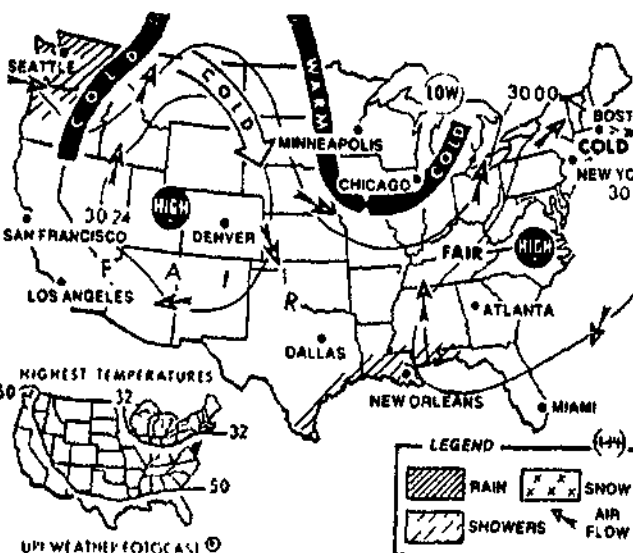 SEATTLE
COLD
COLD
WARM
LOW
30.00
BOST
COLD
MINNEAPOLIS
CHICAGO
COLD
NEW YO
30
30.24
HIGH
SAN FRANCISCO
DENVER
FAIR
HIGH
FAIR
LOS ANGELES
ATLANTA
DALLAS
NEW ORLEANS
MIAMI
HIGHEST TEMPERATURES
32
32
50
LEGEND
RAIN
SNOW
SHOWERS
AIR
FLOW
UPI WEATHER FOTOCAST ©